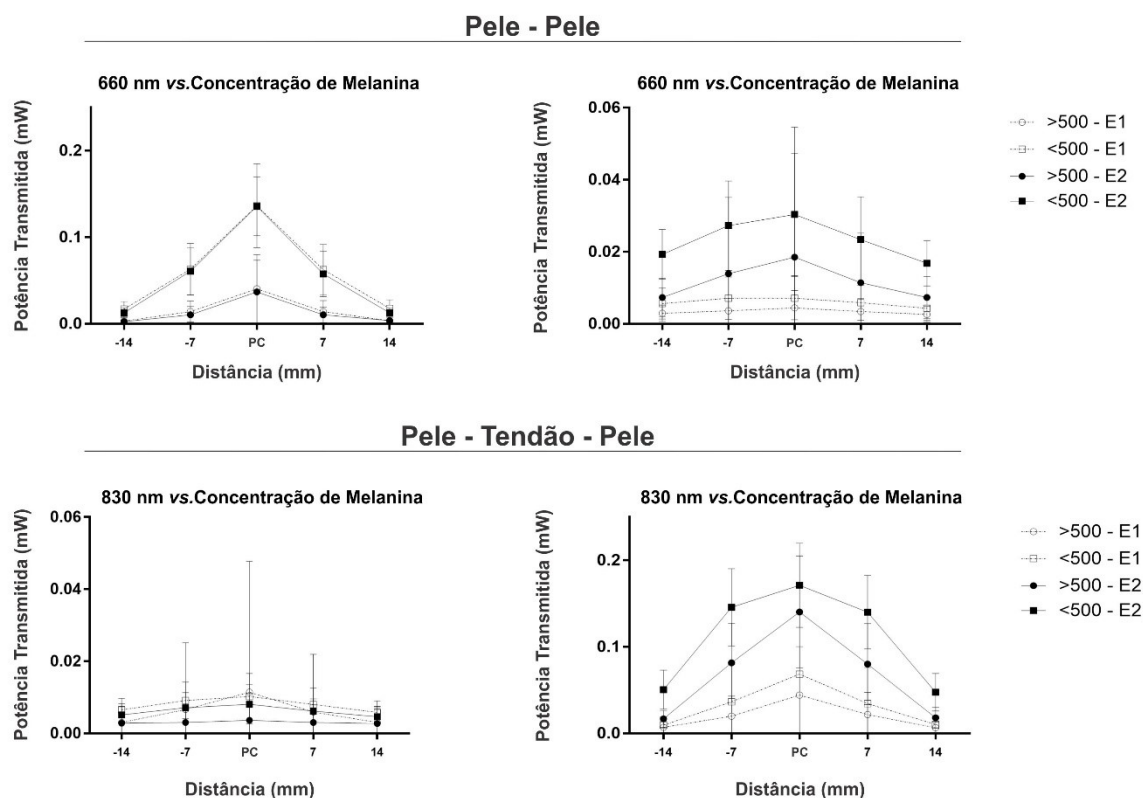 Pele - Pele
660 nm vs.Concentração de Melanina
Potência Transmitida (mW)
0.2
0.1
0.0
-14 -7 PC 7 14
Distância (mm)
660 nm vs.Concentração de Melanina
Potência Transmitida (mW)
0.06
0.04
0.02
0.00
-14 -7 PC 7 14
Distância (mm)
>500 - E1
<500 - E1
>500 - E2
<500 - E2
Pele - Tendão - Pele
830 nm vs.Concentração de Melanina
Potência Transmitida (mW)
0.06
0.04
0.02
0.00
-14 -7 PC 7 14
Distância (mm)
830 nm vs.Concentração de Melanina
Potência Transmitida (mW)
0.2
0.1
0.0
-14 -7 PC 7 14
Distância (mm)
>500 - E1
<500 - E1
>500 - E2
<500 - E2